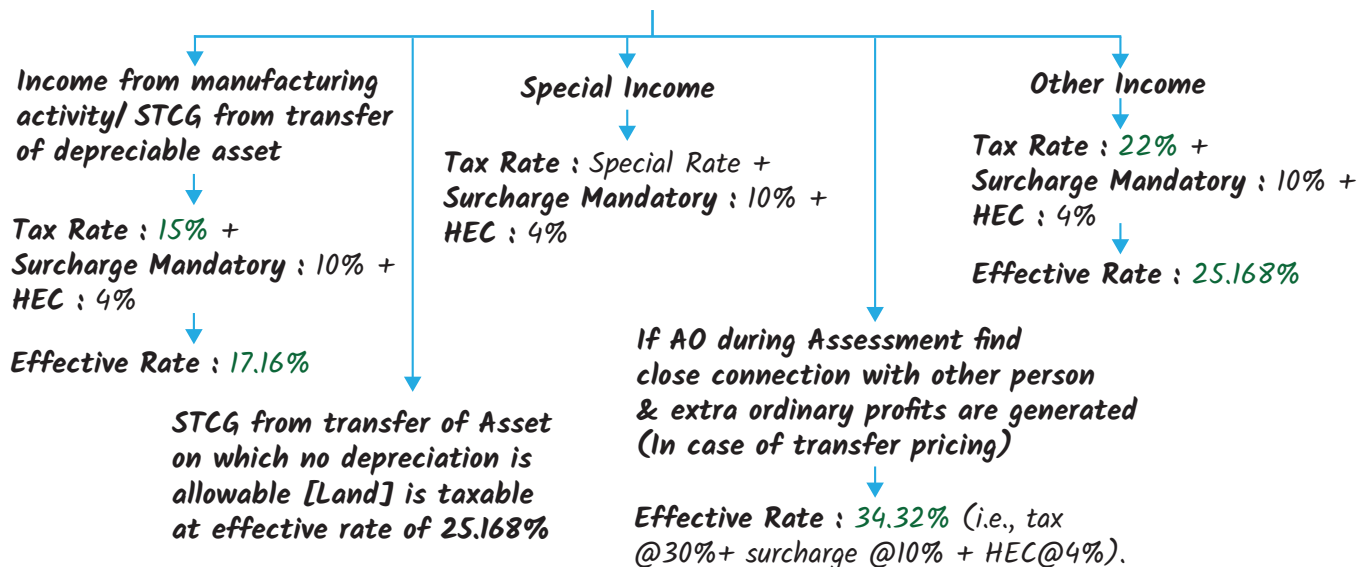 Income from manufacturing
activity/ STCG from transfer
of depreciable asset
Tax Rate : 15% +
Surcharge Mandatory : 10% +
HEC : 4%
Effective Rate : 17.16%
STCG from transfer of Asset
on which no depreciation is
allowable [Land] is taxable
at effective rate of 25.168%
Special Income
Tax Rate : Special Rate +
Surcharge Mandatory : 10% +
HEC : 4%
If AO during Assessment find
close connection with other person
& extra ordinary profits are generated
(In case of transfer pricing)
Effective Rate : 34.32% (i.e., tax
@30%+ surcharge @10% + HEC@4%).
Other Income
Tax Rate : 22% +
Surcharge Mandatory : 10% +
HEC : 4%
Effective Rate : 25.168%